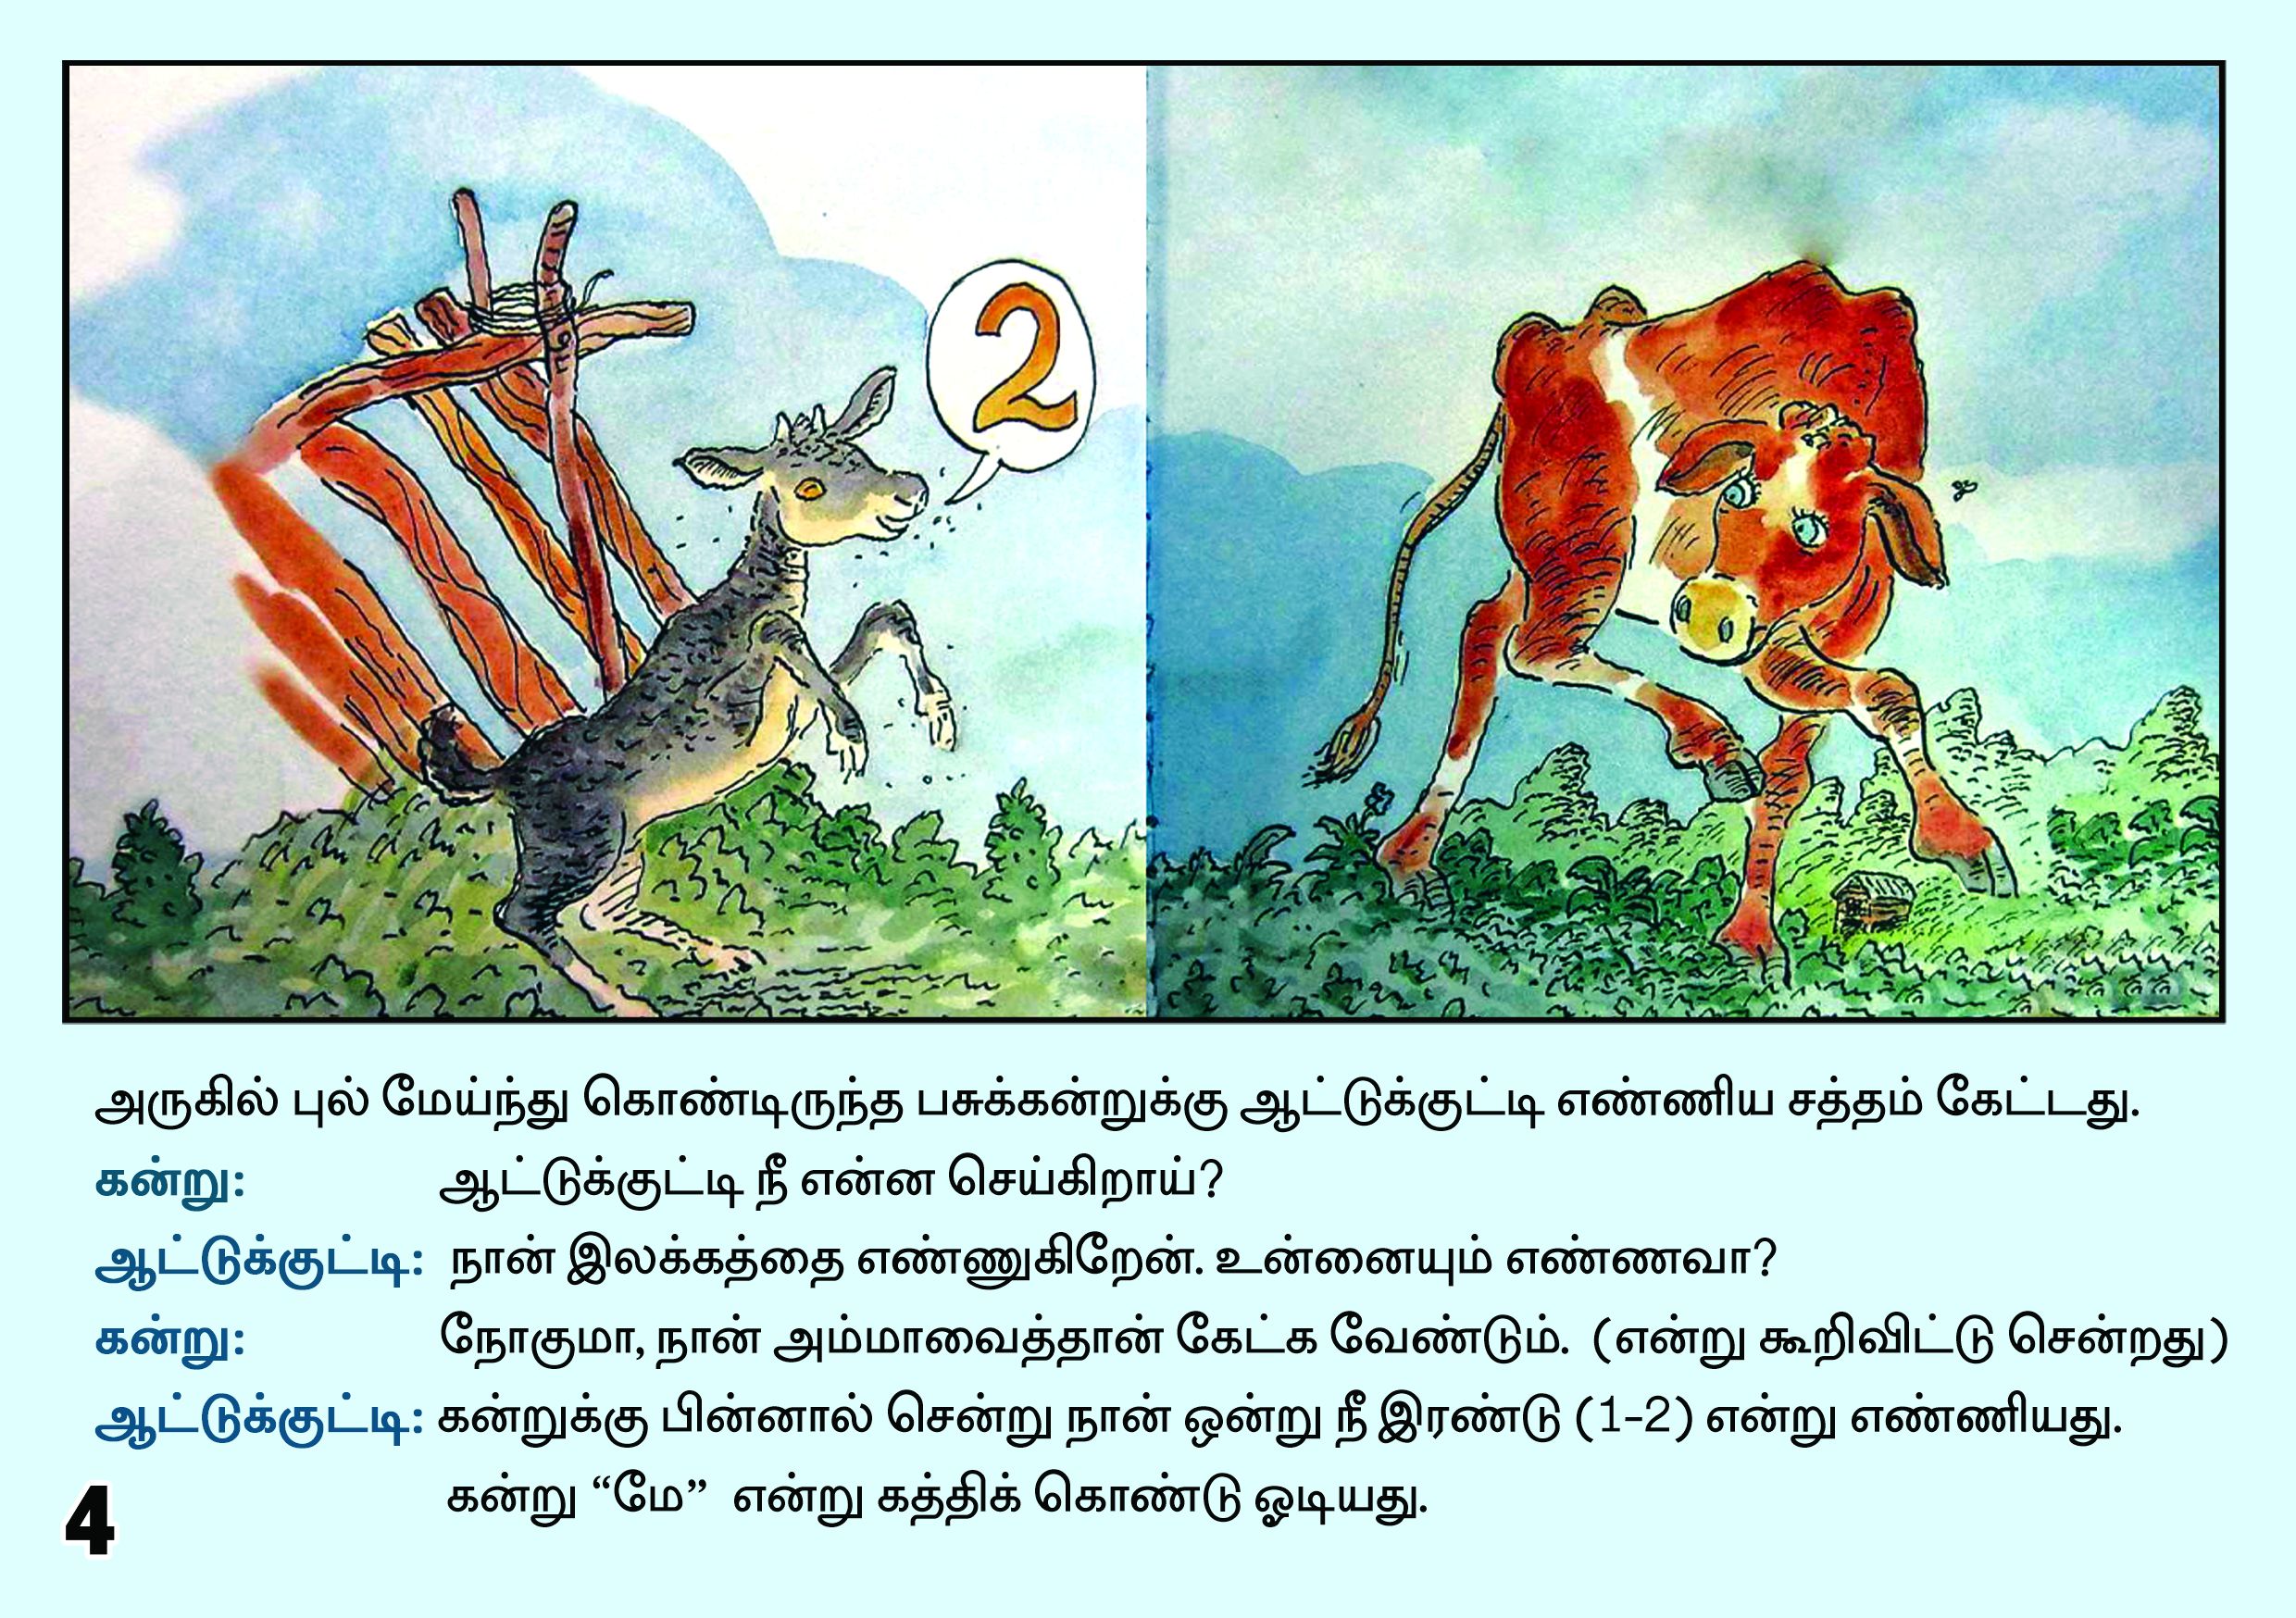 2
அருகில் புல் மேய்ந்து கொண்டிருந்த பசுக்கன்றுக்கு ஆட்டுக்குட்டி எண்ணிய சத்தம் கேட்டது.
கன்று: ஆட்டுக்குட்டி நீ என்ன செய்கிறாய்?
ஆட்டுக்குட்டி: நான் இலக்கத்தை எண்ணுகிறேன். உன்னையும் எண்ணவா?
கன்று: நோகுமா, நான் அம்மாவைத்தான் கேட்க வேண்டும். (என்று கூறிவிட்டு சென்றது)
ஆட்டுக்குட்டி: கன்றுக்கு பின்னால் சென்று நான் ஒன்று நீ இரண்டு (1-2) என்று எண்ணியது.
கன்று “மே” என்று கத்திக் கொண்டு ஓடியது.
4